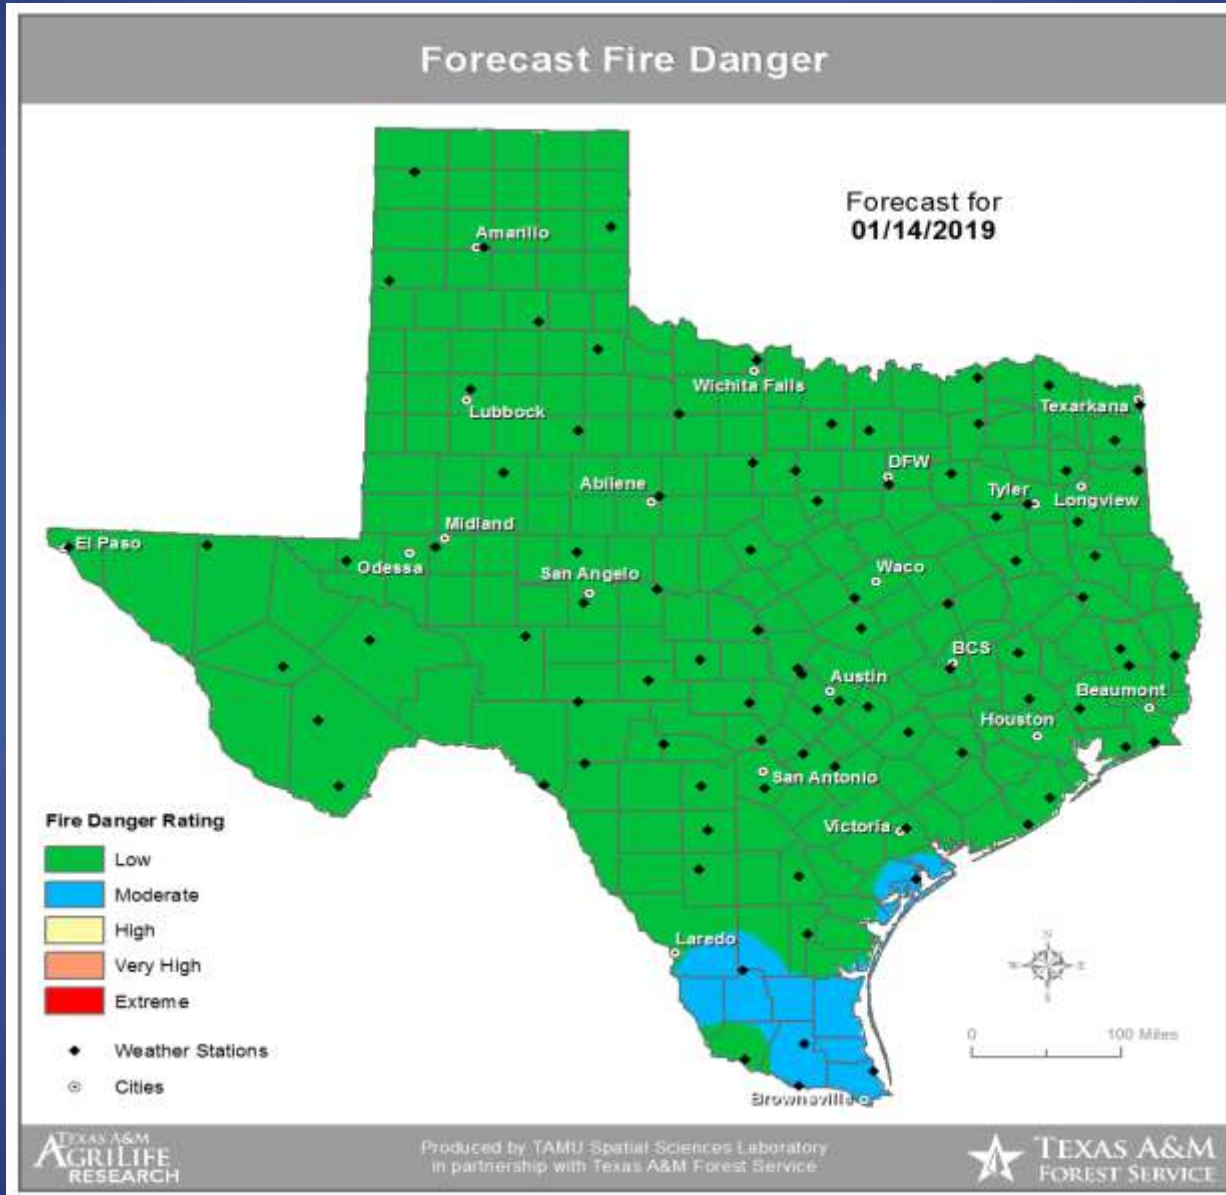 Forecast Fire Danger
Forecast for
01/14/2019
Amarillo
Wichita Falls
Lubbock
Texarkana
DFW
Abilene
Tyler
Longview
Midland
El Paso
Odessa
San Angelo
Waco
BCS
Austin
Beaumont
Houston
San Antonio
Victoria
Laredo
Brownsville
Fire Danger Rating
Low
Moderate
High
Very High
Extreme
Weather Stations
Cities
N
W E
S
0 100 Miles
TEXAS A&M
AGRILIFE
RESEARCH
Produced by TAMU Spatial Sciences Laboratory
in partnership with Texas A&M Forest Service
TEXAS A&M
FOREST SERVICE